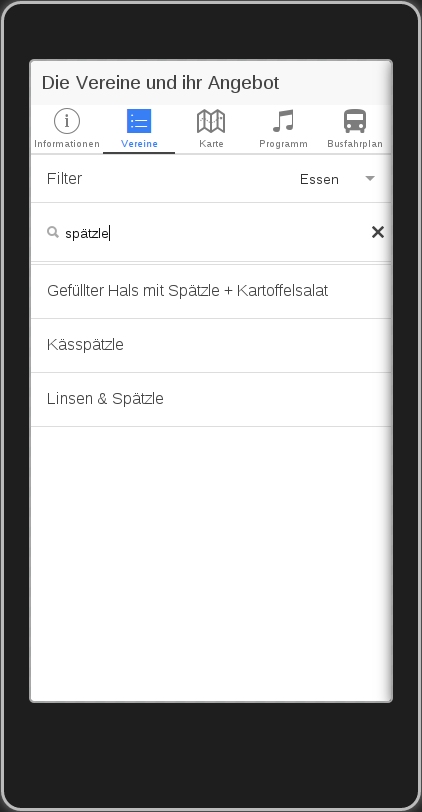 Die Vereine und ihr Angebot
Informationen Vereine Karte Programm Busfahrplan
Filter Essen
spätzle
Gefüllter Hals mit Spätzle + Kartoffelsalat
Kässpätzle
Linsen & Spätzle